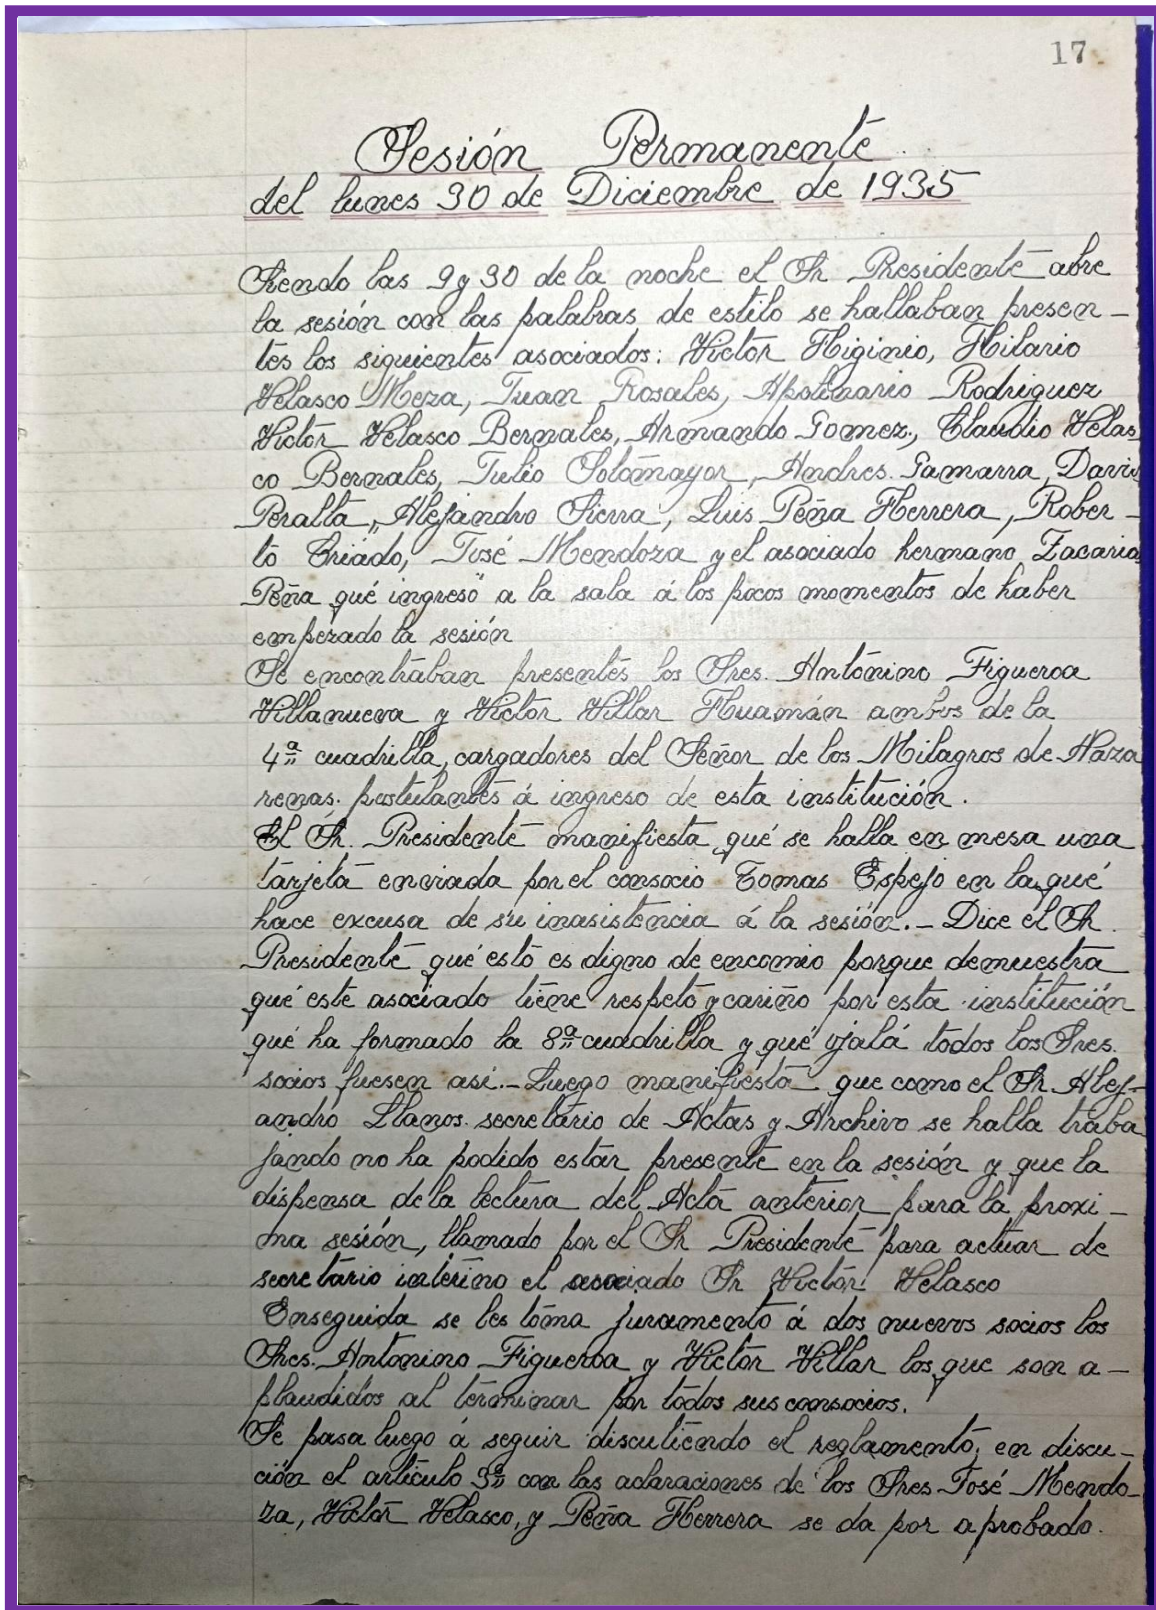 17
Sesión Permanente
del lunes 30 de Diciembre de 1935
Siendo las 9 y 30 de la noche el Sr Presidente abre
la sesión con las palabras de estilo se hallaban presen-
tes los siguientes asociados: Victor Higinio, Hilario
Velasco Meza, Juan Rosales, Apolinario Rodriguez
Victor Velasco Bernales, Armando Gomez, Claudio Velas
co Bernales, Julio Sotomayor, Andres Gamarra, David
Peralta, Alejandro Sierra, Luis Peña Herrera, Rober-
to Criado, José Mendoza y el asociado hermano Zacarias
Peña qué ingresó a la sala á los pocos momentos de haber
empezado la sesión
Se encontraban presentes los Sres. Antonino Figueroa
Villanueva y Victor Villar Huamán ambos de la
4ª cuadrilla, cargadores del Señor de los Milagros de Naza
renas. postulantes á ingreso de esta institución.
El Sr. Presidente manifiesta qué se halla en mesa una
tarjeta enviada por el consocio Tomas Espejo en la qué
hace excusa de su inasistencia á la sesión.- Dice el Sr.
Presidente qué esto es digno de encomio porque demuestra
qué este asociado tiene respeto y cariño por esta institución
qué ha formado la 8ª cuadrilla y qué ojalá todos los Sres.
socios fuesen asi.- Luego manifiesta que como el Sr. Alej-
andro Llanos secretario de Actas y Archivo se halla traba
jando no ha podido estar presente en la sesión y que la
dispensa de la lectura del Acta anterior para la proxi-
ma sesión, llamado por el Sr Presidente para actuar de
secretario interino el asociado Sr Victor Velasco
Enseguida se les toma juramento á dos nuevos socios los
Sres. Antonino Figueroa y Victor Villar los que son a-
plaudidos al terminar por todos sus consocios.
Se pasa luego á seguir discutiendo el reglamento, en discu-
ción el artículo 3º con las aclaraciones de los Sres José Mendo-
za, Victor Velasco, y Peña Herrera se da por aprobado.